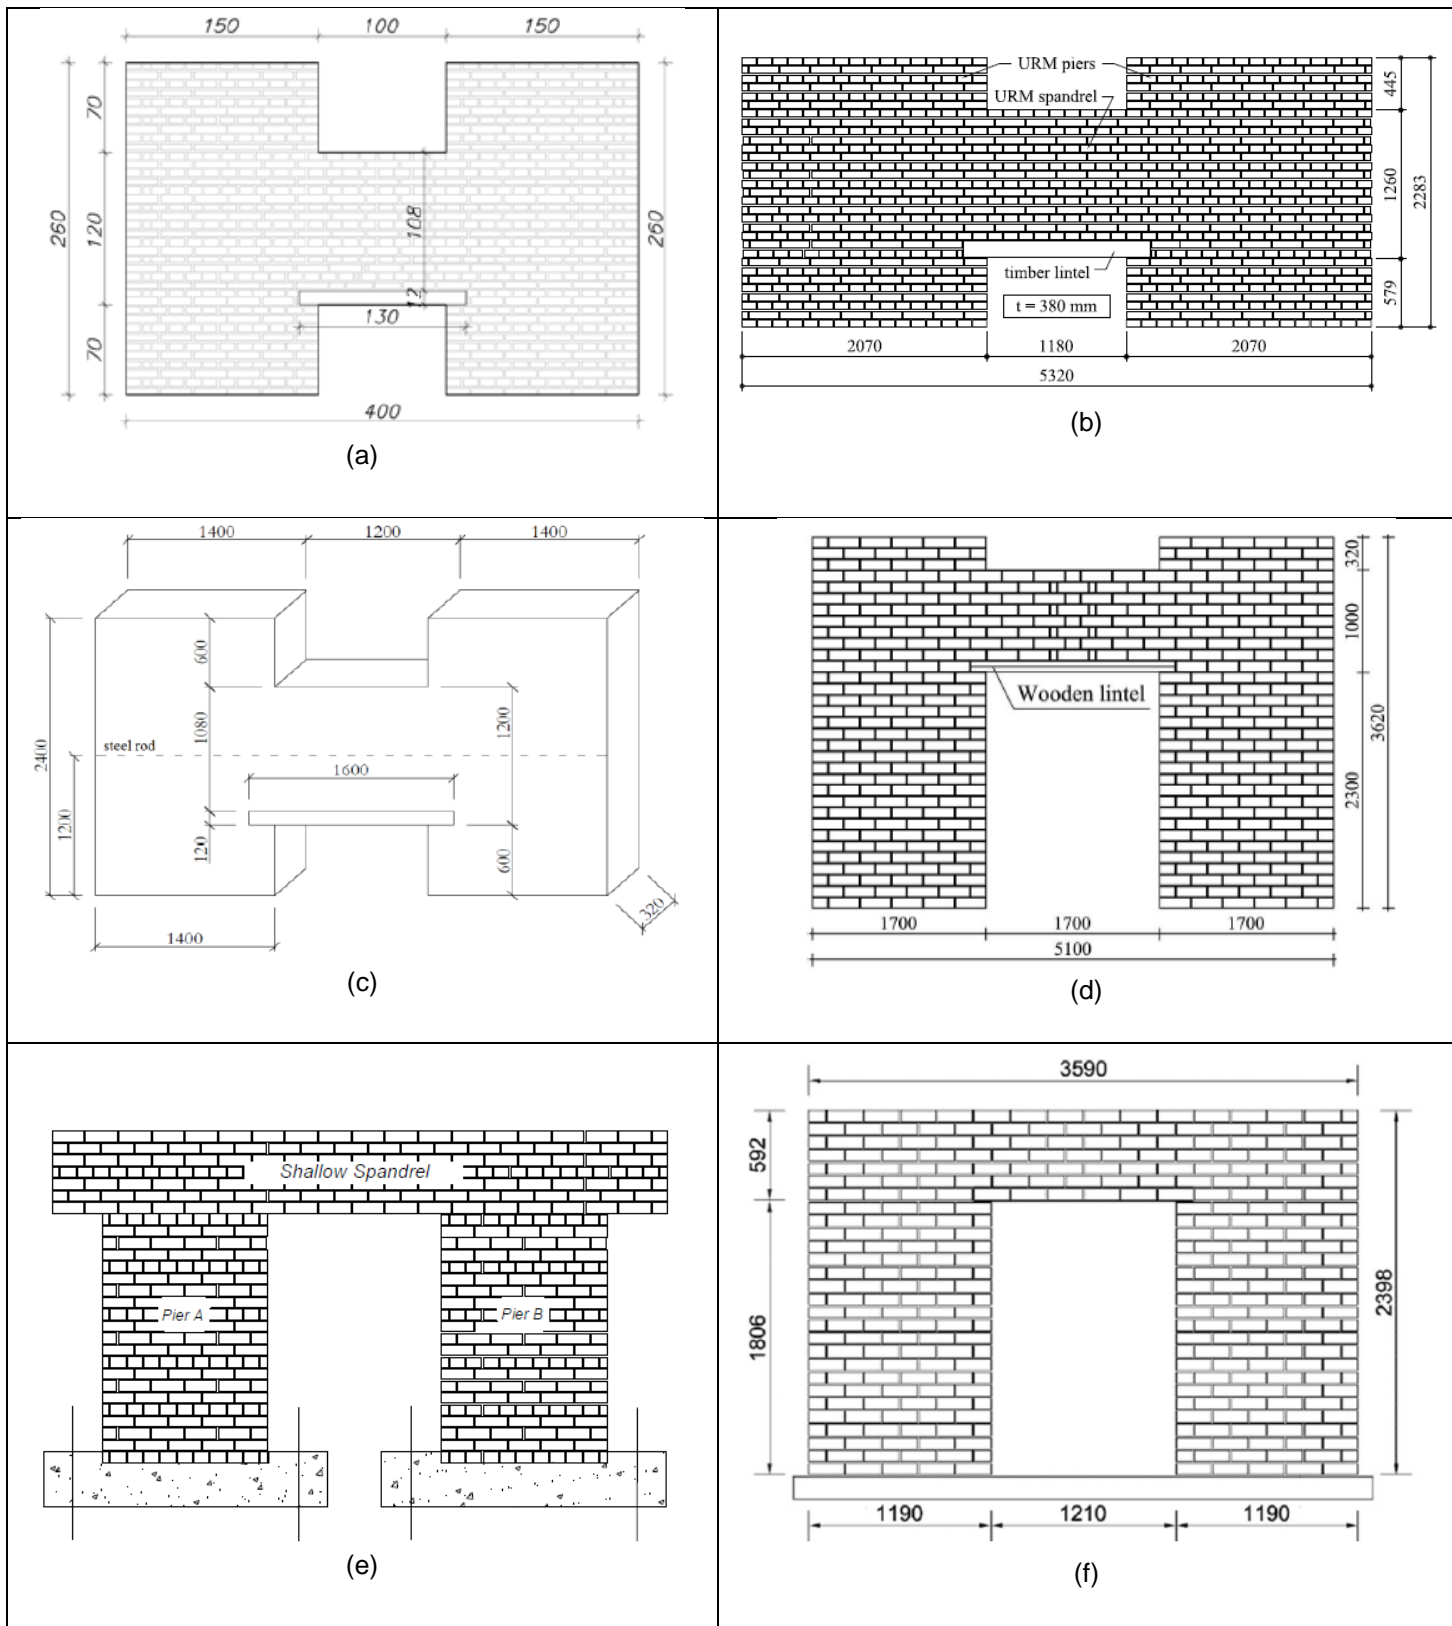 150 100 150
70
260
120
108
260
12
130
70
400
(a)
URM piers
URM spandrel
445
1260
2283
timber lintel
t = 380 mm
579
2070 1180 2070
5320
(b)
1400 1200 1400
600
1080
1200
2400
steel rod
1600
1200
120
600
320
1400
(c)
320
1000
Wooden lintel
3620
2300
1700 1700 1700
5100
(d)
Shallow Spandrel
Pier A
Pier B
(e)
3590
592
1806
2398
1190 1210 1190
(f)